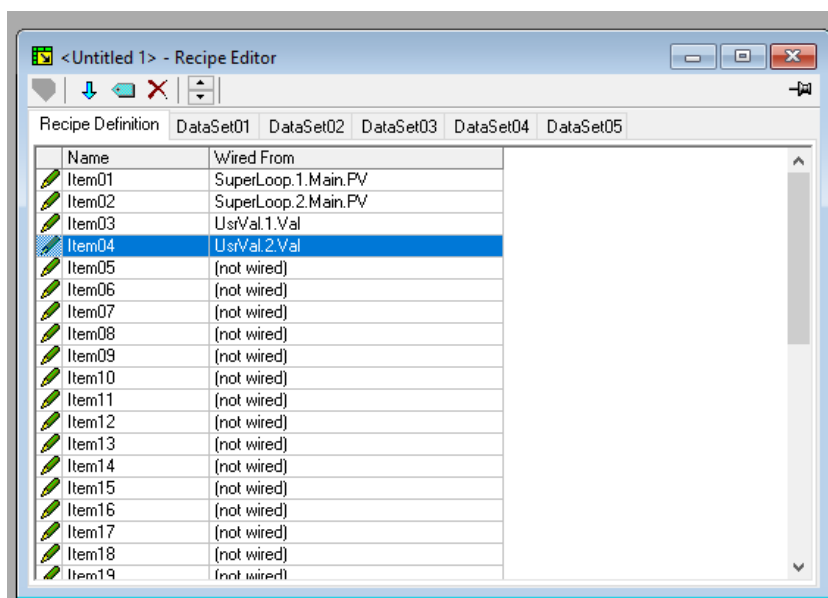 <Untitled 1> - Recipe Editor
Recipe Definition DataSet01 DataSet02 DataSet03 DataSet04 DataSet05
Name Wired From
Item01 SuperLoop.1.Main.PV
Item02 SuperLoop.2.Main.PV
Item03 UsrVal.1.Val
Item04 UsrVal.2.Val
Item05 (not wired)
Item06 (not wired)
Item07 (not wired)
Item08 (not wired)
Item09 (not wired)
Item10 (not wired)
Item11 (not wired)
Item12 (not wired)
Item13 (not wired)
Item14 (not wired)
Item15 (not wired)
Item16 (not wired)
Item17 (not wired)
Item18 (not wired)
Item19 (not wired)